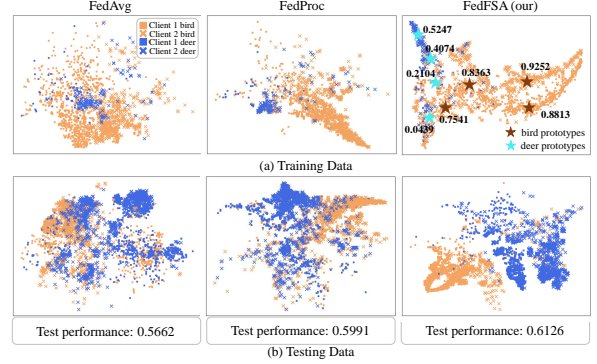 FedAvg
FedProc
FedFSA (our)
Client 1 bird
Client 2 bird
Client 1 deer
Client 2 deer
0.5247
0.4074
0.2104
0.8363
0.9252
0.7541
0.8813
0.0439
bird prototypes
deer prototypes
(a) Training Data
Test performance: 0.5662
Test performance: 0.5991
Test performance: 0.6126
(b) Testing Data